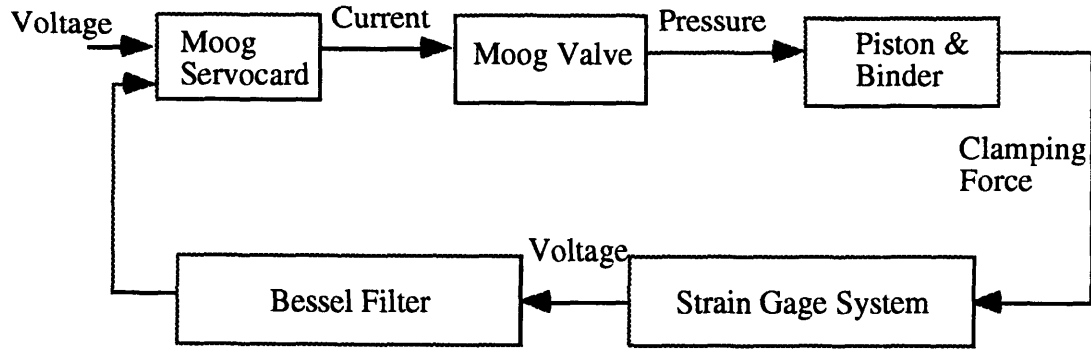 Voltage
Moog
Servocard
Current
Moog Valve
Pressure
Piston &
Binder
Clamping
Force
Strain Gage System
Voltage
Bessel Filter